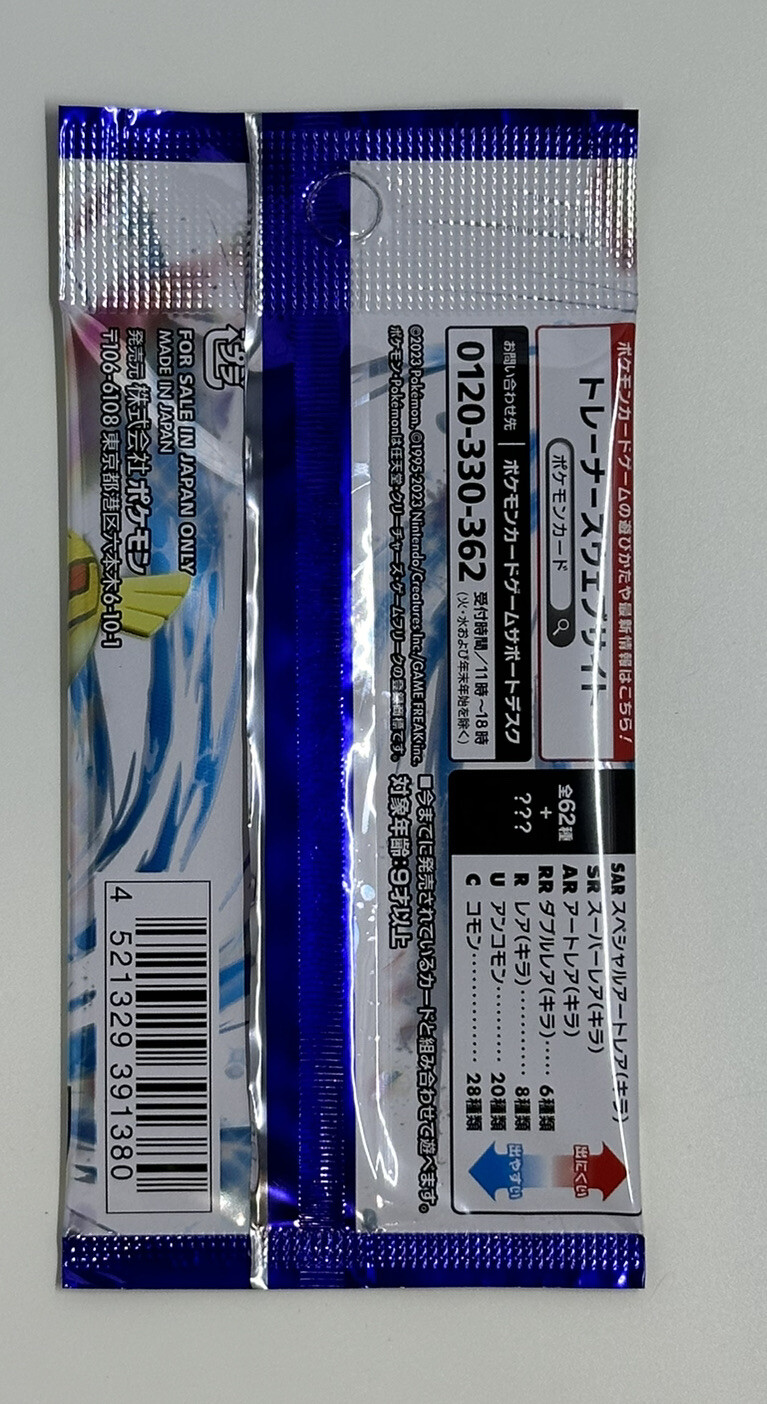 ポケモンカードゲームの遊びかたや最新情報はこちら!
トレーナーズウェブサイト
ポケモンカード
お問い合わせ先 ポケモンカードゲームサポートデスク
0120-330-362 受付時間/11時~18時
(火・水および年末年始を除く)
©2023 Pokémon. ©1995-2023 Nintendo/Creatures Inc./GAME FREAK inc.
ポケモン・Pokémonは任天堂・クリーチャーズ・ゲームフリークの登録商標です。
全62種
+
???
SAR スペシャルアートレア(キラ)
SR スーパーレア(キラ)
AR アートレア(キラ)
RR ダブルレア(キラ)……6種類
R レア(キラ)…………8種類
U アンコモン…………20種類
C コモン…………28種類
出にくい
出やすい
■今までに発売されているカードと組み合わせて遊べます。
対象年齢:9才以上
プラ
FOR SALE IN JAPAN ONLY
MADE IN JAPAN
発売元 株式会社ポケモン
〒106-6108 東京都港区六本木6-10-1
4 521329 391380